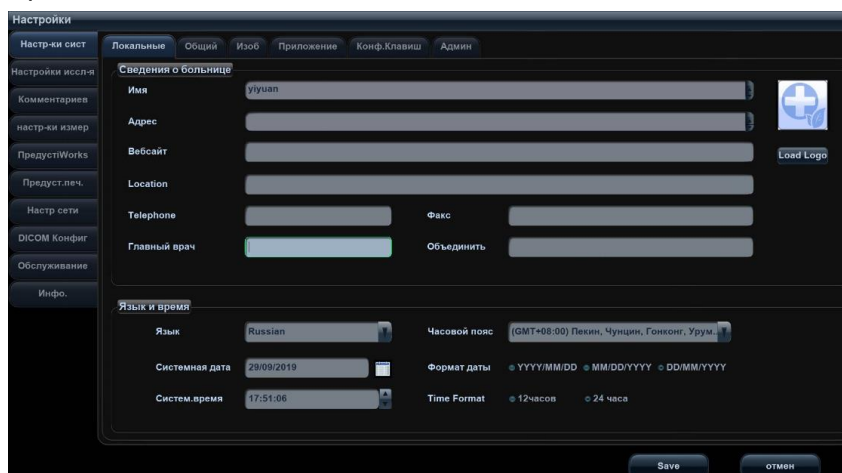 Настройки
Настр-ки сист
Локальные Общий Изоб Приложение Конф.Клавиш Админ
Настройки иссл-я
Комментариев
настр-ки измер
ПредустiWorks
Предуст.печ.
Настр сети
DICOM Конфиг
Обслуживание
Инфо.
Сведения о больнице
Имя yiyuan
Адрес
Вебсайт Load Logo
Location
Telephone Факс
Главный врач Объединить
Язык и время
Язык Russian Часовой пояс (GMT+08:00) Пекин, Чунцин, Гонконг, Урум...
Системная дата 29/09/2019 Формат даты YYYY/MM/DD MM/DD/YYYY DD/MM/YYYY
Систем.время 17:51:06 Time Format 12часов 24 часа
Save отмен